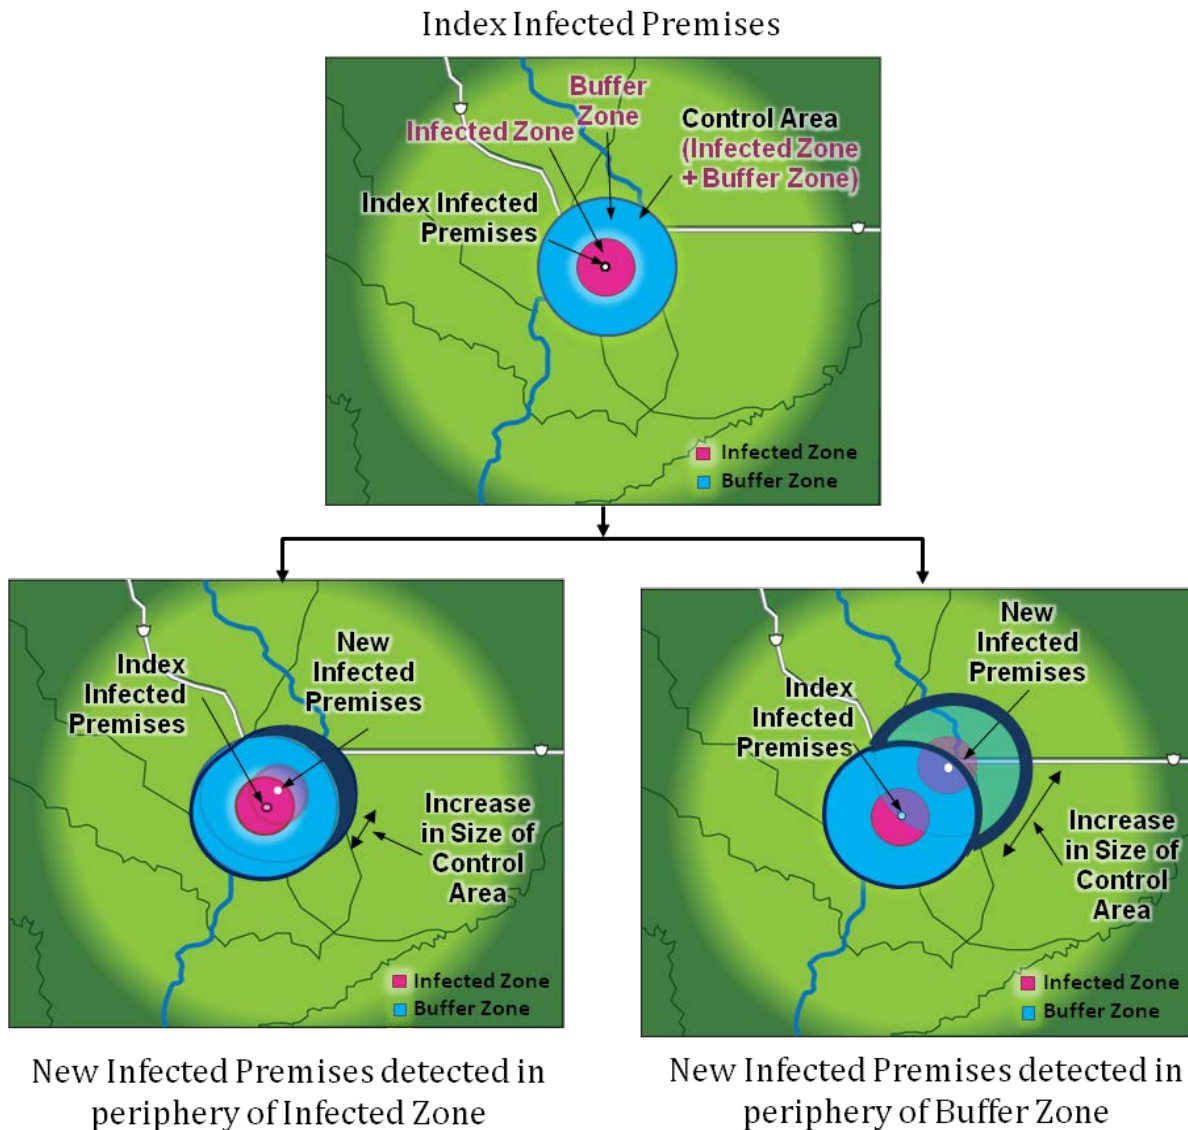 Index Infected Premises
Buffer
Zone
Infected Zone
Control Area
(Infected Zone
+ Buffer Zone)
Index Infected
Premises
Infected Zone
Buffer Zone
Index
Infected
Premises
New
Infected
Premises
Increase
in Size of
Control
Area
Infected Zone
Buffer Zone
New Infected Premises detected in
periphery of Infected Zone
New
Infected
Premises
Index
Infected
Premises
Increase
in Size of
Control
Area
Infected Zone
Buffer Zone
New Infected Premises detected in
periphery of Buffer Zone